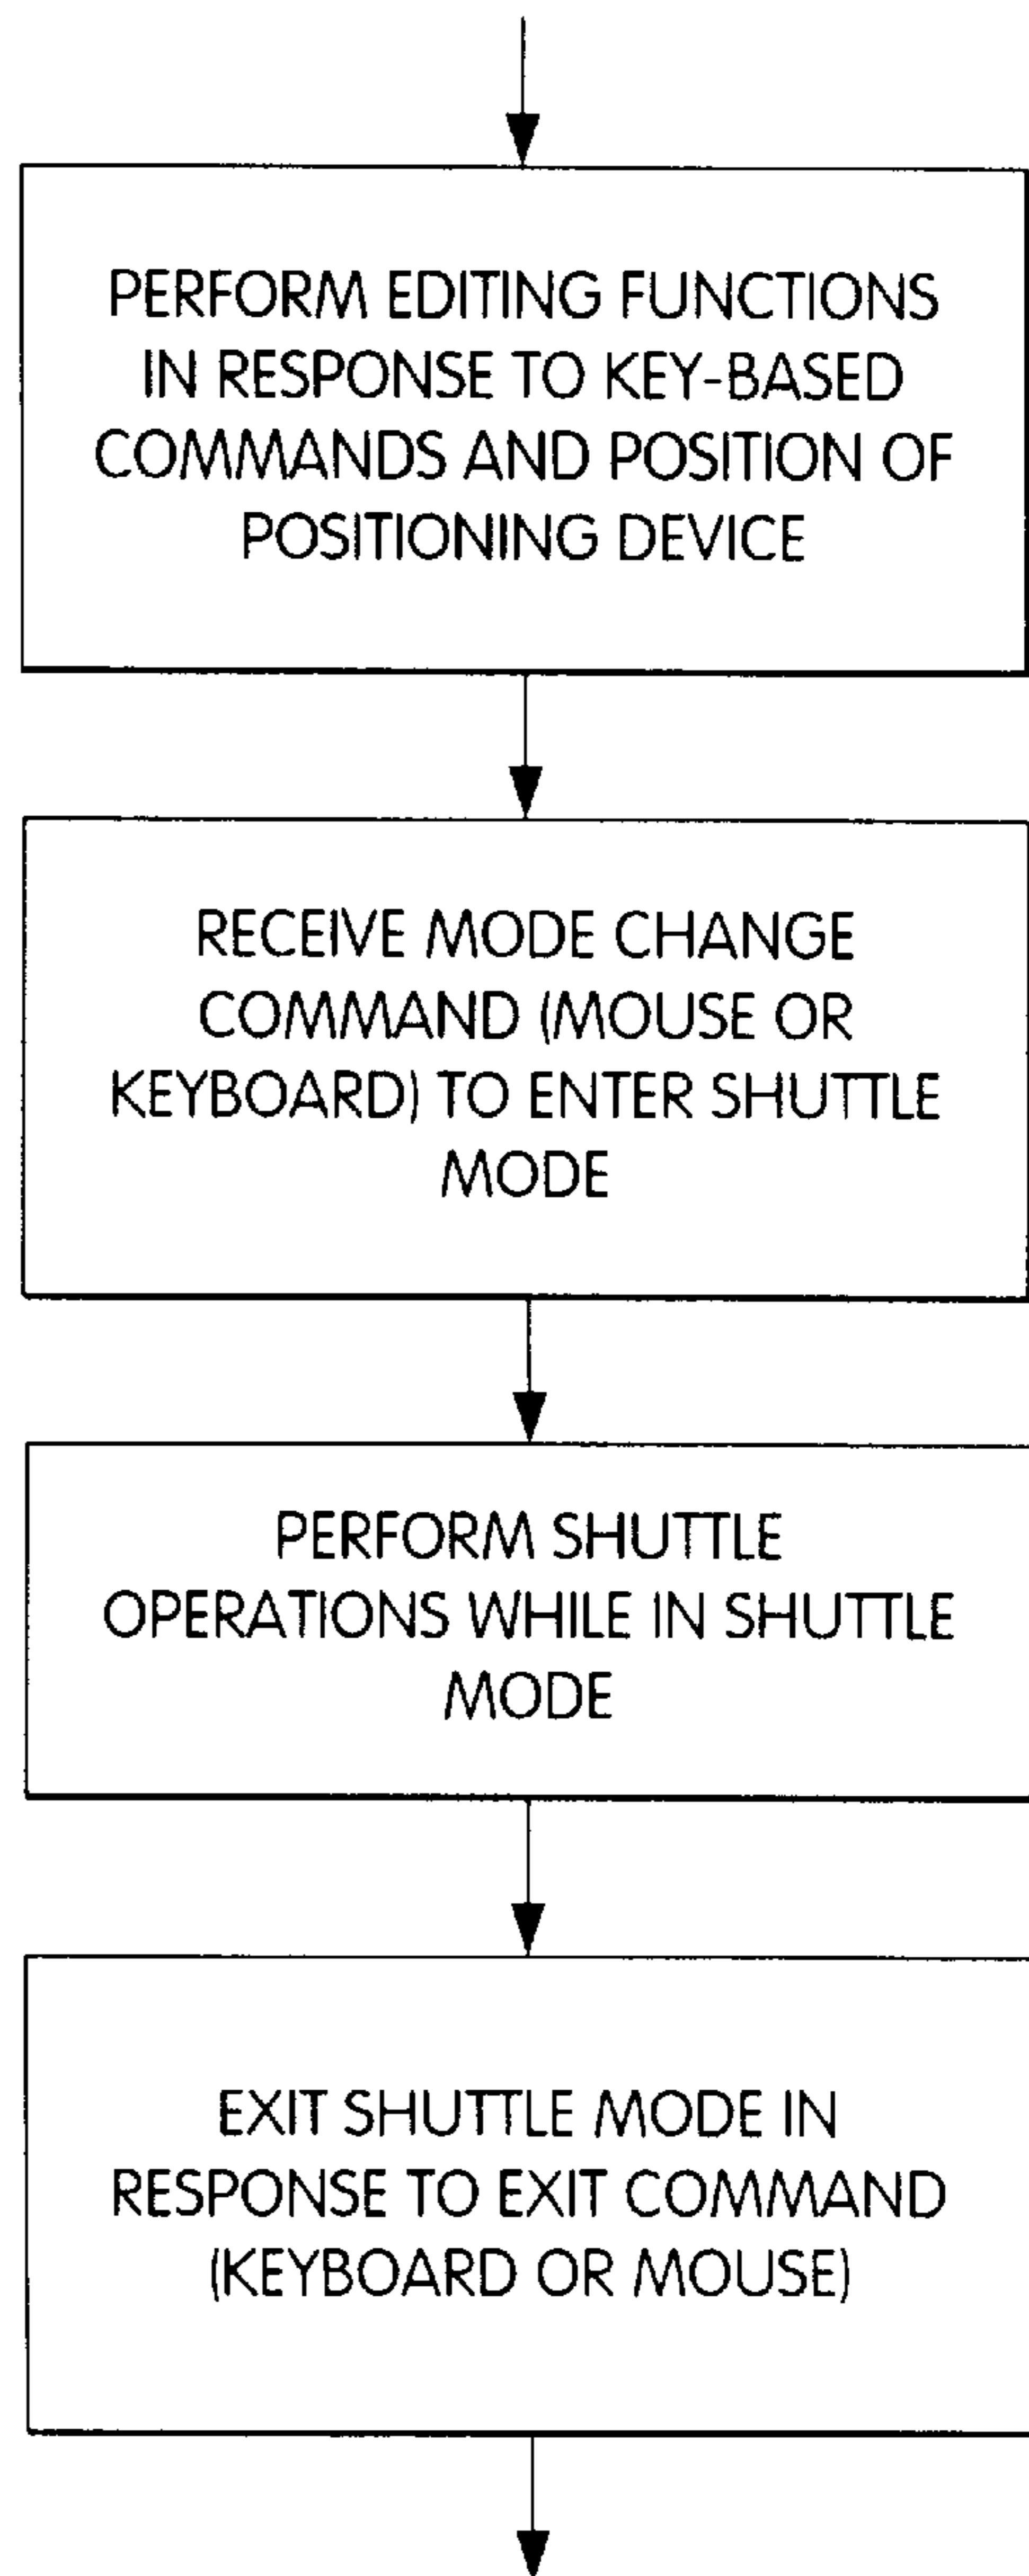 PERFORM EDITING FUNCTIONS
IN RESPONSE TO KEY-BASED
COMMANDS AND POSITION OF
POSITIONING DEVICE
RECEIVE MODE CHANGE
COMMAND (MOUSE OR
KEYBOARD) TO ENTER SHUTTLE
MODE
PERFORM SHUTTLE
OPERATIONS WHILE IN SHUTTLE
MODE
EXIT SHUTTLE MODE IN
RESPONSE TO EXIT COMMAND
(KEYBOARD OR MOUSE)